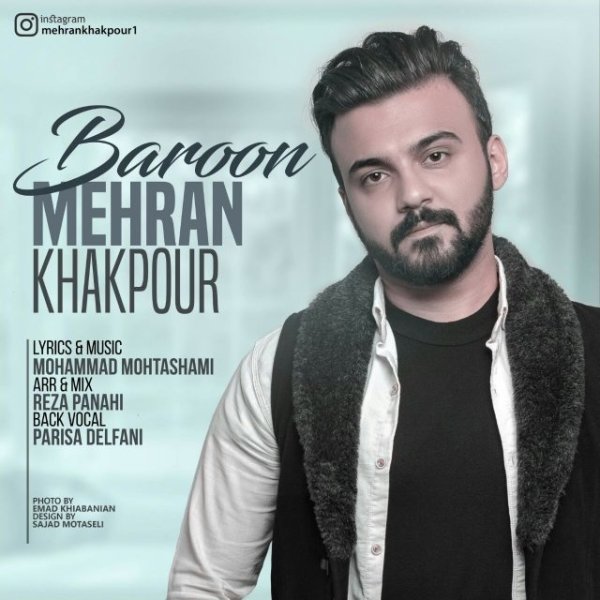 instagram
mehrankhakpour1
Baroon
MEHRAN
KHAKPOUR
LYRICS & MUSIC
MOHAMMAD MOHTASHAMI
ARR & MIX
REZA PANAHI
BACK VOCAL
PARISA DELFANI
PHOTO BY
EMAD KHIABANIAN
DESIGN BY
SAJAD MOTASELI